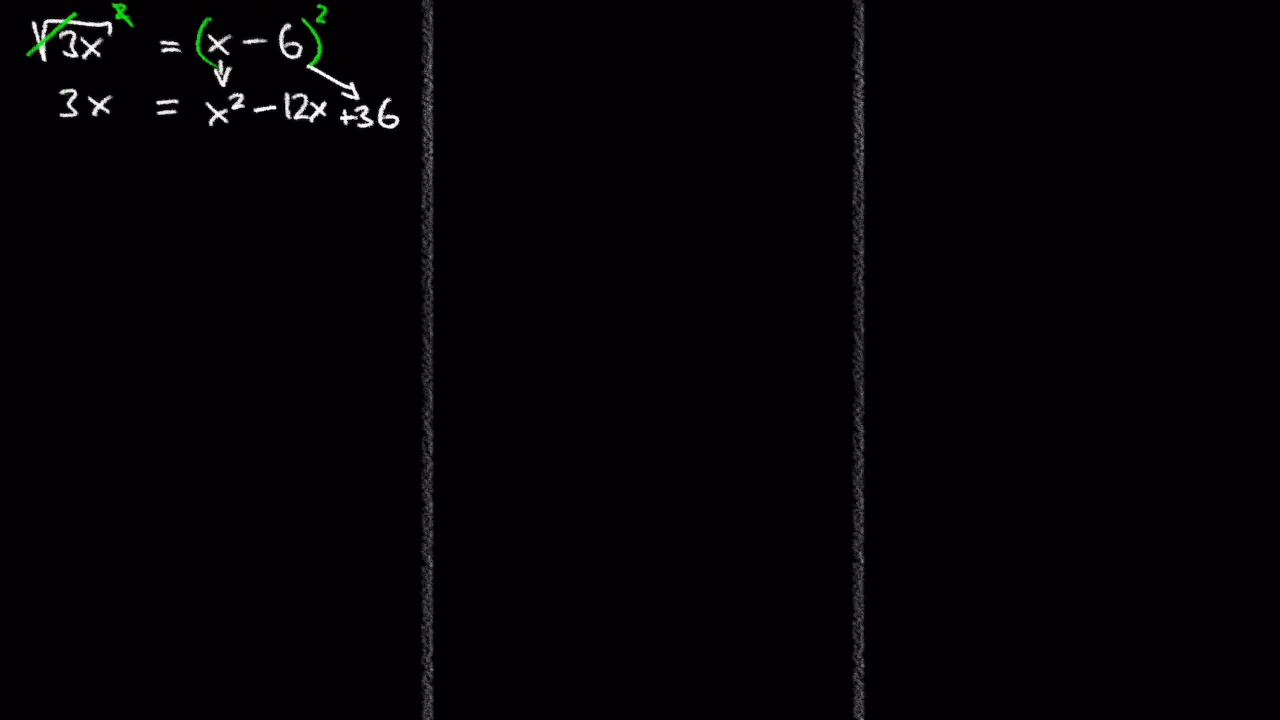 √3x² = (x - 6)²
3x = x² - 12x + 36